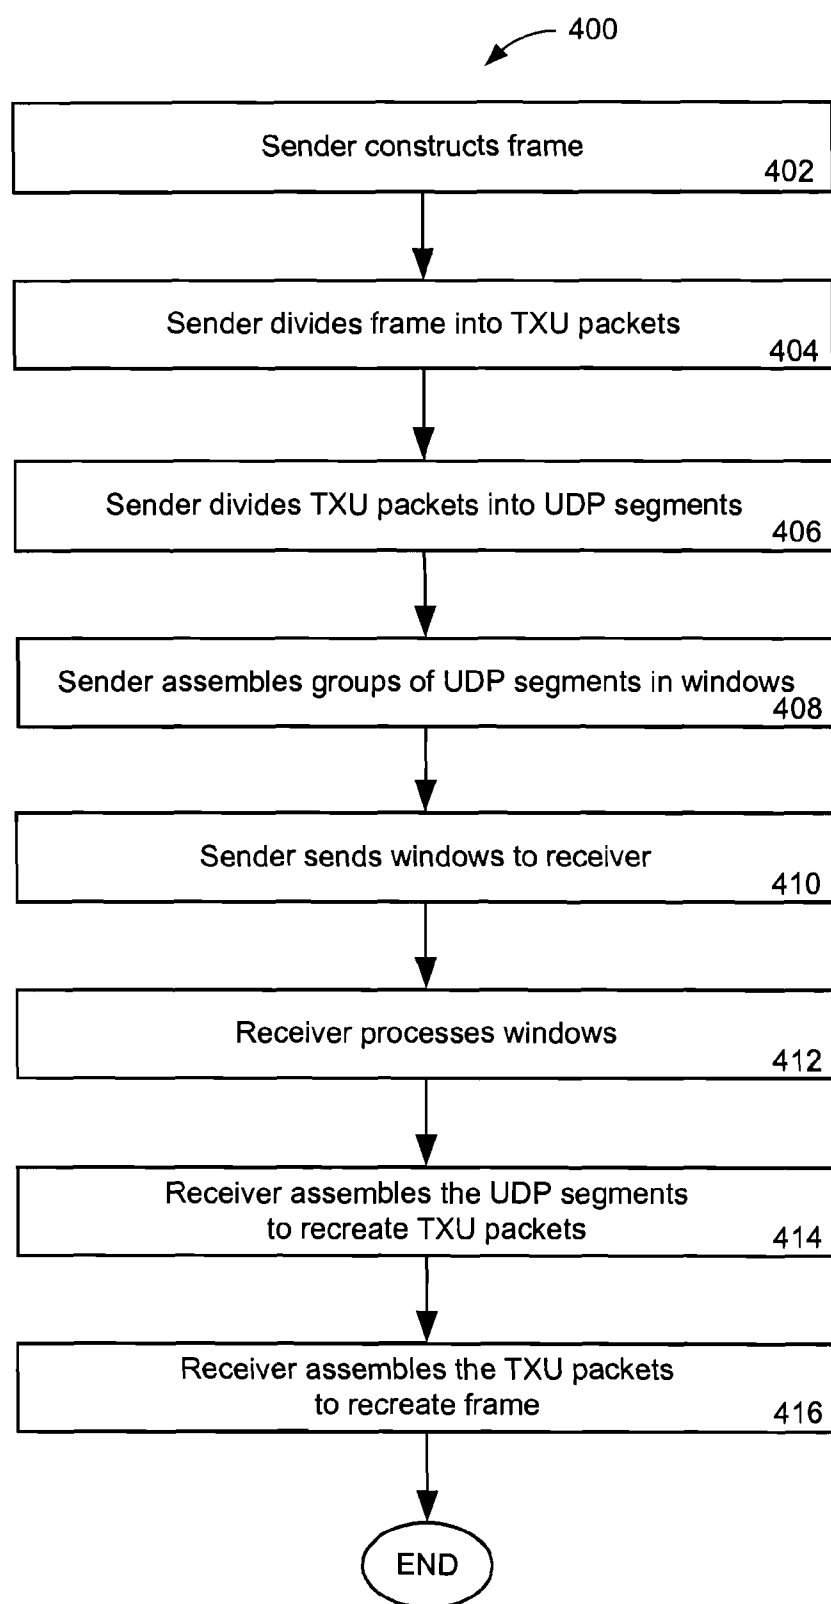 400
Sender constructs frame
402
Sender divides frame into TXU packets
404
Sender divides TXU packets into UDP segments
406
Sender assembles groups of UDP segments in windows
408
Sender sends windows to receiver
410
Receiver processes windows
412
Receiver assembles the UDP segments
to recreate TXU packets
414
Receiver assembles the TXU packets
to recreate frame
416
END